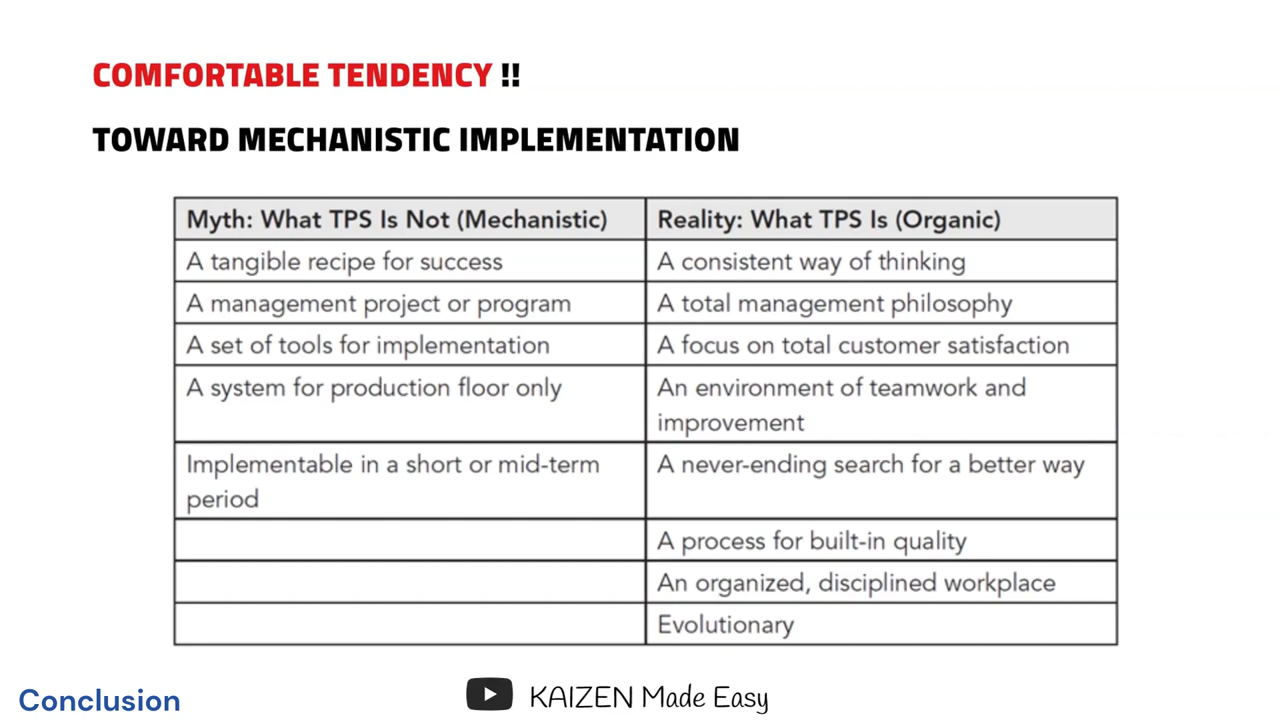 COMFORTABLE TENDENCY !!
TOWARD MECHANISTIC IMPLEMENTATION
Myth: What TPS Is Not (Mechanistic)
Reality: What TPS Is (Organic)
A tangible recipe for success
A consistent way of thinking
A management project or program
A total management philosophy
A set of tools for implementation
A focus on total customer satisfaction
A system for production floor only
An environment of teamwork and
improvement
Implementable in a short or mid-term
period
A never-ending search for a better way
A process for built-in quality
An organized, disciplined workplace
Evolutionary
Conclusion
KAIZEN Made Easy